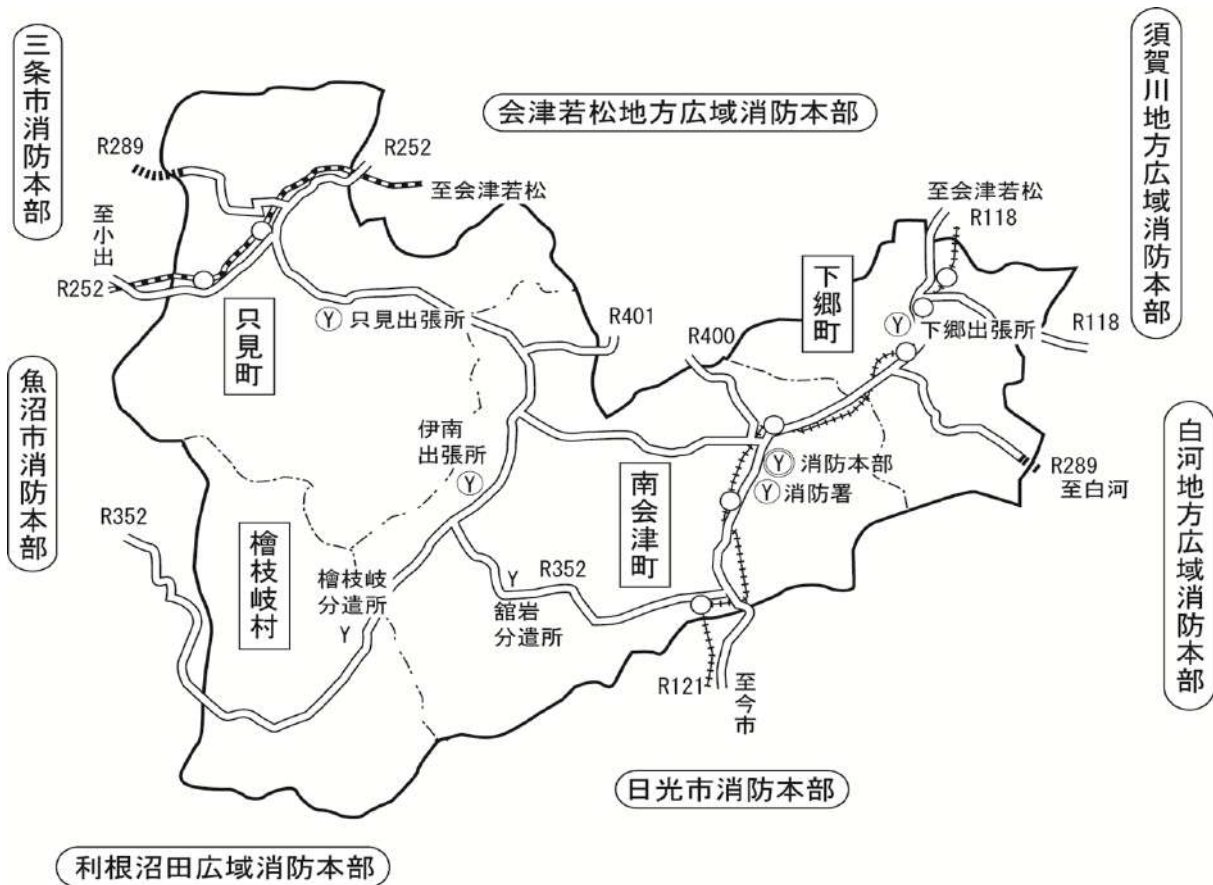 三条市消防本部
会津若松地方広域消防本部
須賀川地方広域消防本部
R289
R252
至会津若松
至会津若松
R118
至小出
R252
只見町
Y 只見出張所
R401
R400
下郷町
Y
下郷出張所
R118
魚沼市消防本部
伊南
出張所
Y
Y 消防本部
Y 消防署
南会津町
R289
至白河
白河地方広域消防本部
R352
檜枝岐村
檜枝岐
分遣所
Y
Y
R352
舘岩
分遣所
R121
至今市
日光市消防本部
利根沼田広域消防本部